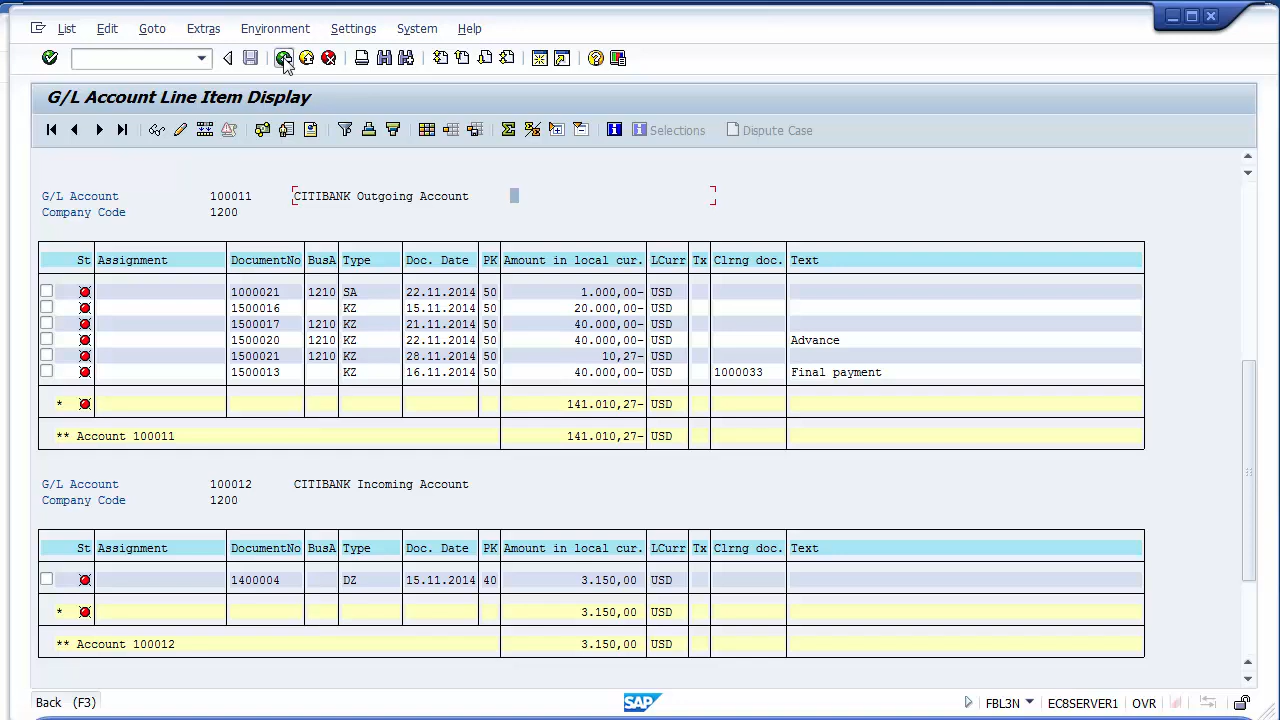 List Edit Goto Extras Environment Settings System Help
G/L Account Line Item Display
Selections Dispute Case
G/L Account 100011 CITIBANK Outgoing Account
Company Code 1200
St Assignment DocumentNo BusA Type Doc. Date PK Amount in local cur. LCurr Tx Clrng doc. Text
1000021 1210 SA 22.11.2014 50 1.000,00- USD
1500016 KZ 15.11.2014 50 20.000,00- USD
1500017 1210 KZ 21.11.2014 50 40.000,00- USD
1500020 1210 KZ 22.11.2014 50 40.000,00- USD Advance
1500021 1210 KZ 28.11.2014 50 10,27- USD
1500013 KZ 16.11.2014 50 40.000,00- USD 1000033 Final payment
* 141.010,27- USD
** Account 100011 141.010,27- USD
G/L Account 100012 CITIBANK Incoming Account
Company Code 1200
St Assignment DocumentNo BusA Type Doc. Date PK Amount in local cur. LCurr Tx Clrng doc. Text
1400004 DZ 15.11.2014 40 3.150,00 USD
* 3.150,00 USD
** Account 100012 3.150,00 USD
Back (F3) SAP FBL3N EC8SERVER1 OVR